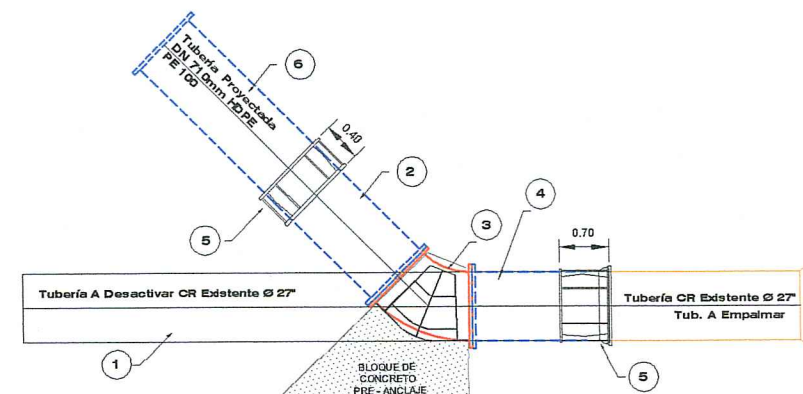 Tubería Proyectada
DN 710mm HDPE
PE 100
6
0.40
2
5
3
4
0.70
Tubería A Desactivar CR Existente Ø 27"
Tubería CR Existente Ø 27"
Tub. A Empalmar
1
5
BLOQUE DE
CONCRETO
PRE - ANCLAJE